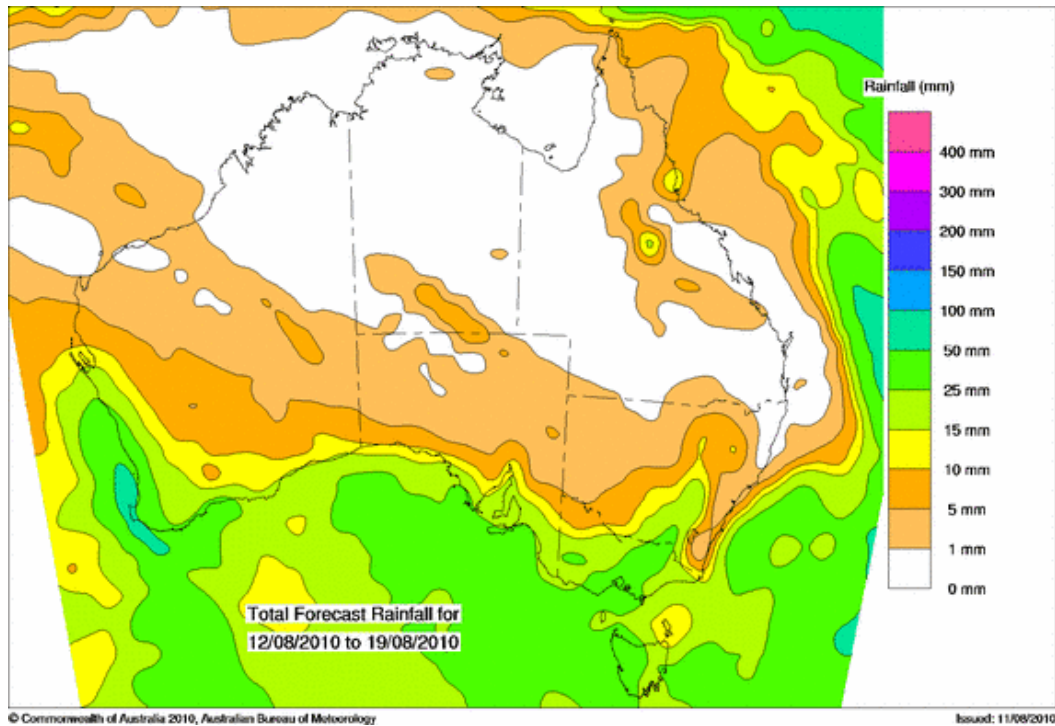 Rainfall (mm)
400 mm
300 mm
200 mm
150 mm
100 mm
50 mm
25 mm
15 mm
10 mm
5 mm
1 mm
0 mm
Total Forecast Rainfall for
12/08/2010 to 19/08/2010
© Commonwealth of Australia 2010, Australian Bureau of Meteorology
Issued: 11/08/2010